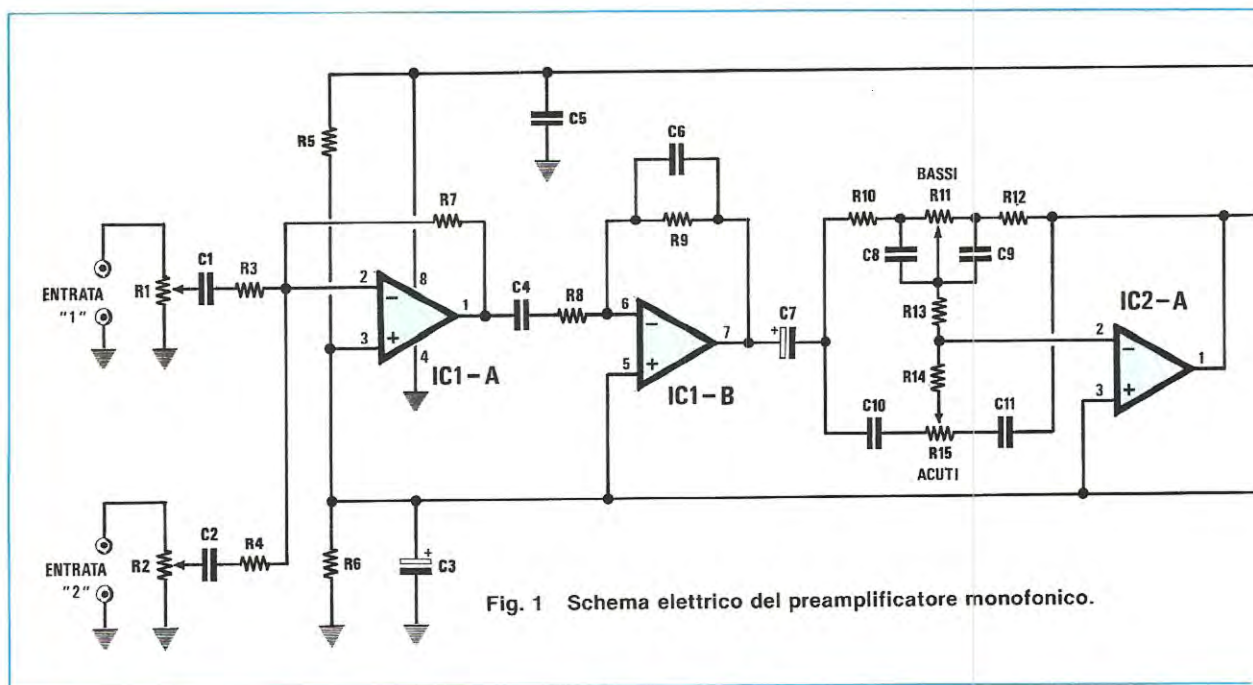 C5
R5
C6
R7
R9
BASSI
R10
R11
R12
C8
C9
ENTRATA
"1"
R1
C1
R3
2
8
−
3
+
4
1
IC1-A
C4
R8
6
−
5
+
7
IC1-B
+
C7
R13
R14
2
−
3
+
1
IC2-A
C10
R15
C11
ACUTI
ENTRATA
"2"
R2
C2
R4
R6
+
C3
Fig. 1 Schema elettrico del preamplificatore monofonico.